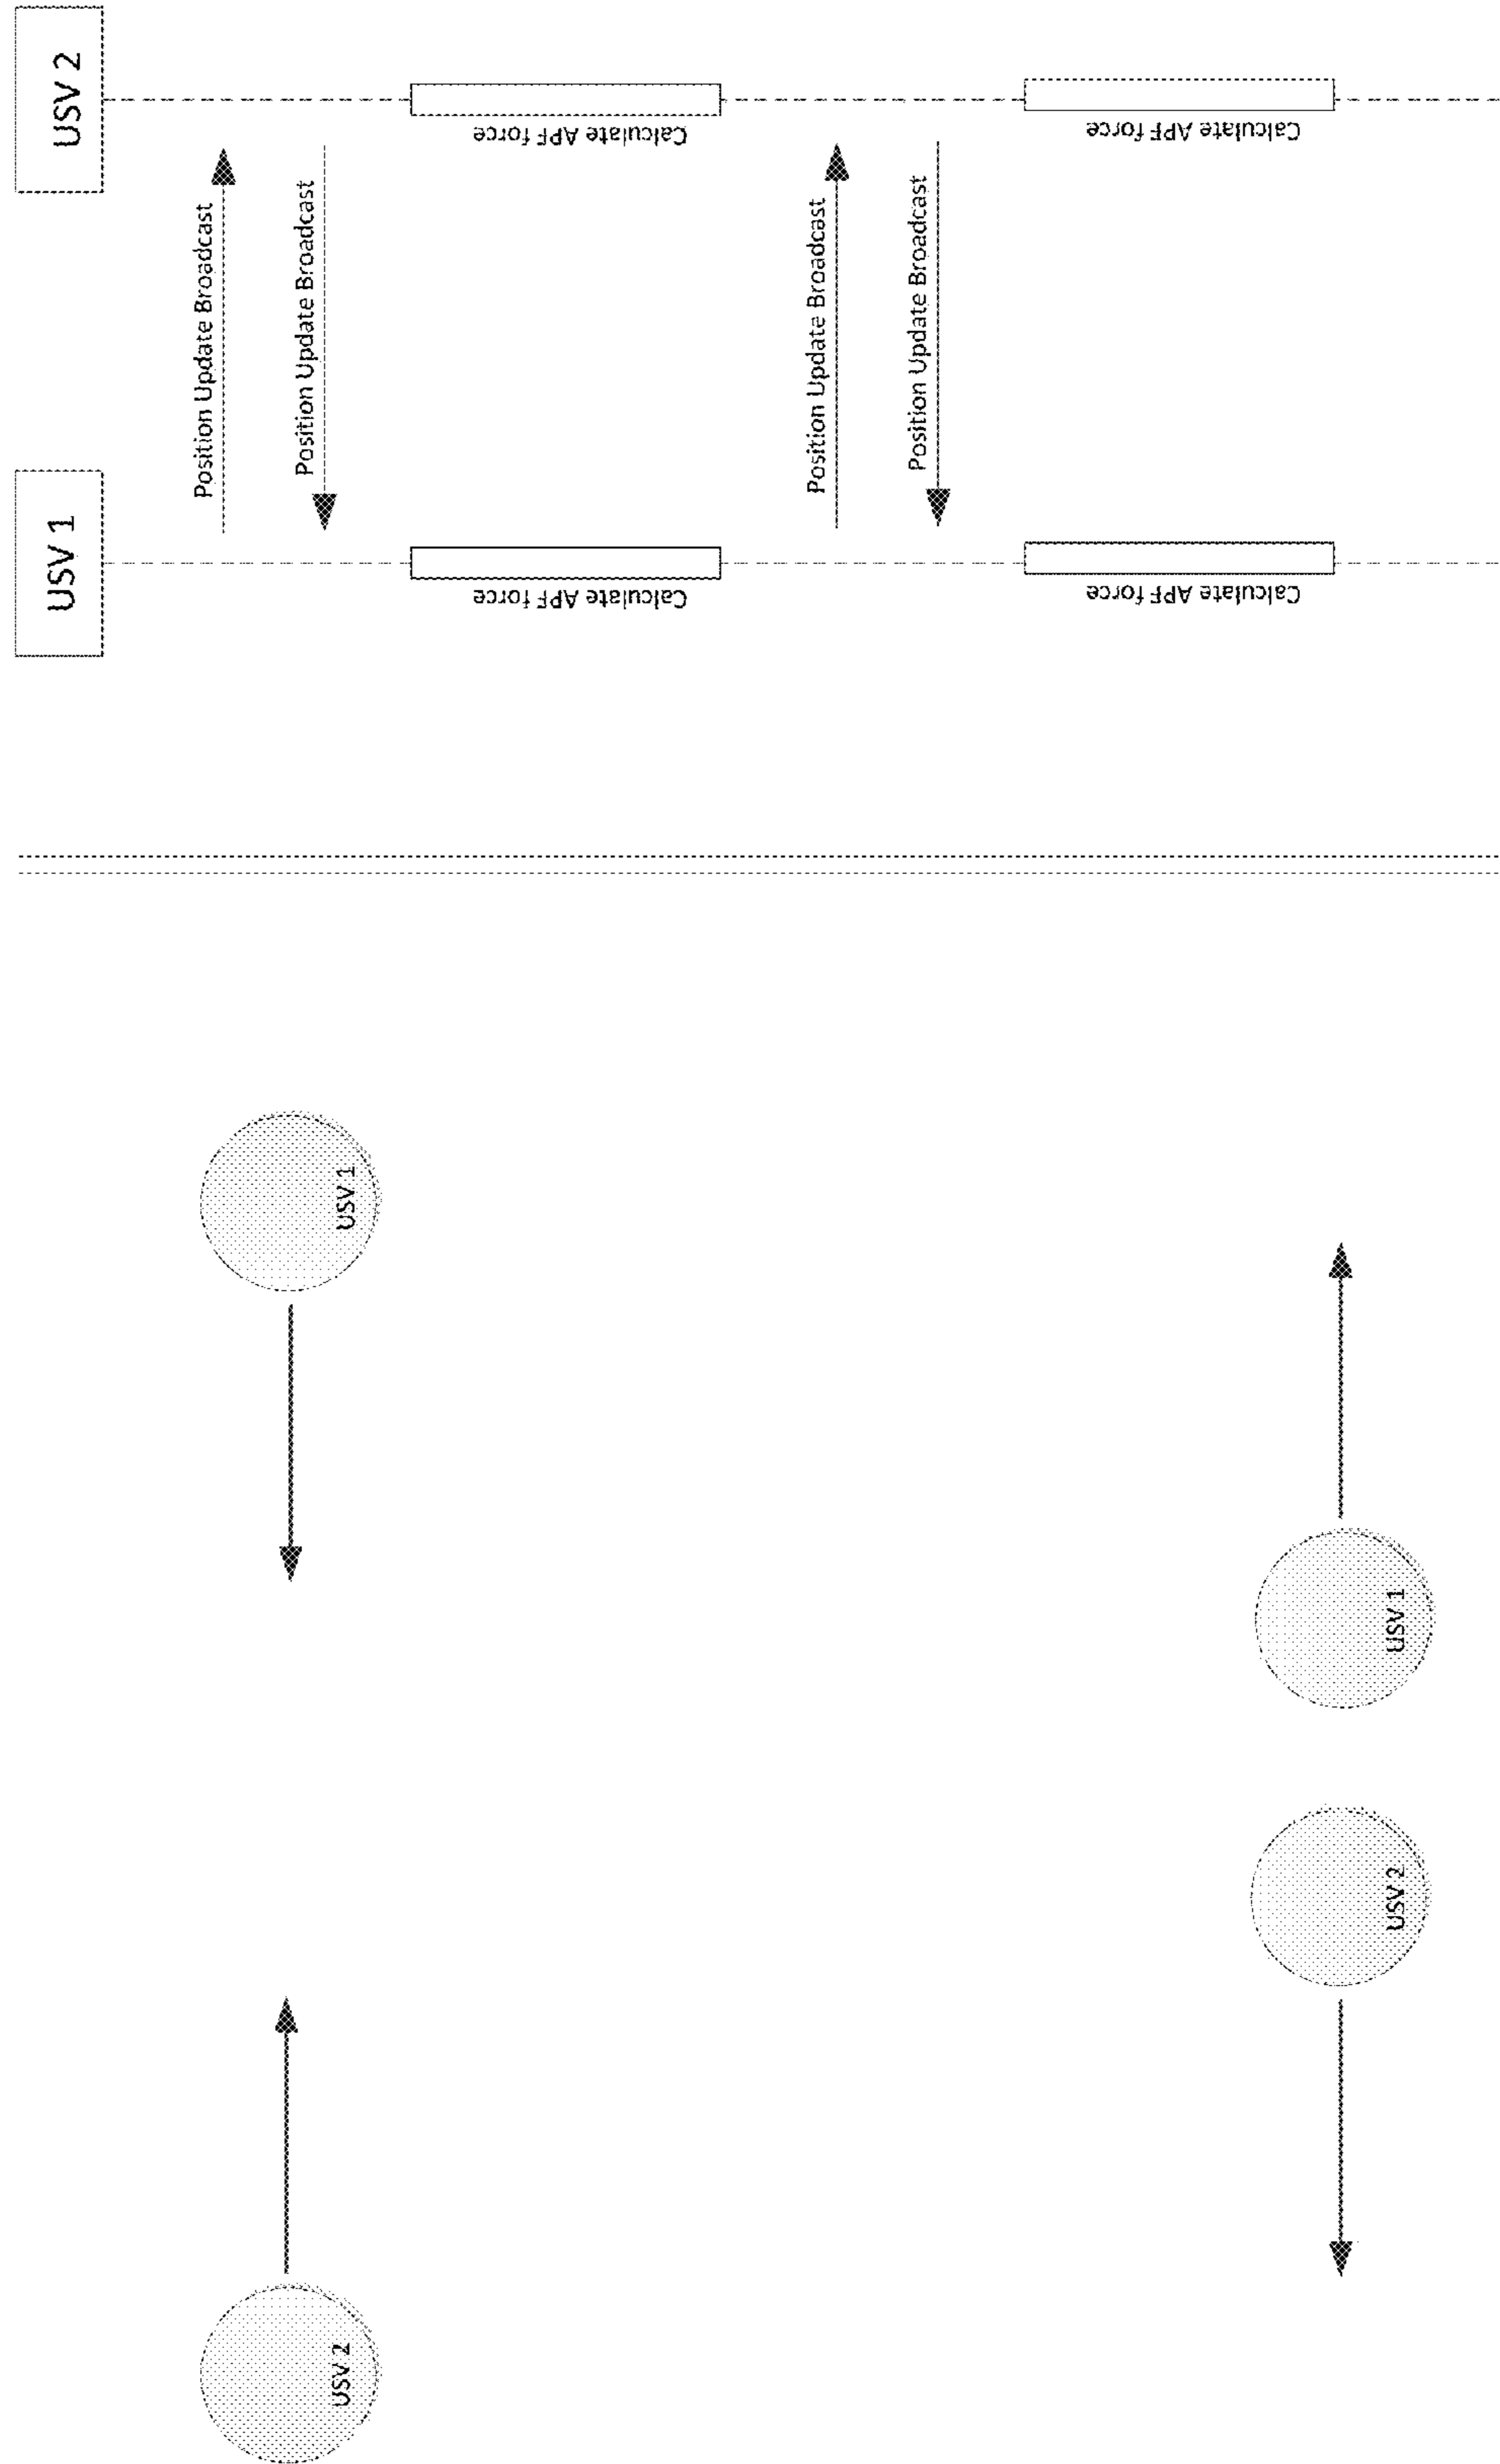 USV 2
USV 1
USV 2
USV 1
USV 1
USV 2
Position Update Broadcast
Position Update Broadcast
Calculate APF force
Calculate APF force
Position Update Broadcast
Position Update Broadcast
Calculate APF force
Calculate APF force